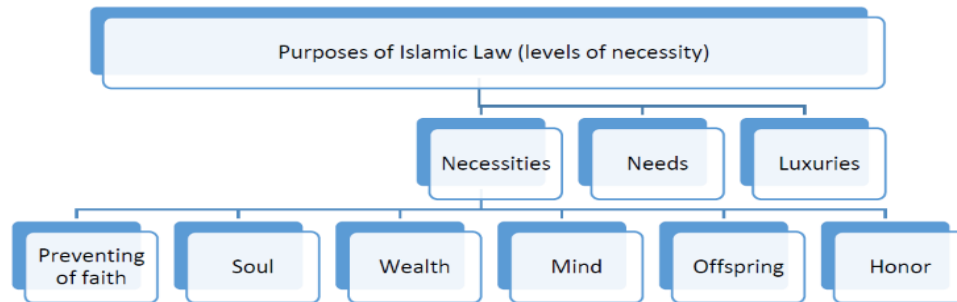 Purposes of Islamic Law (levels of necessity)
Necessities
Needs
Luxuries
Preventing
of faith
Soul
Wealth
Mind
Offspring
Honor